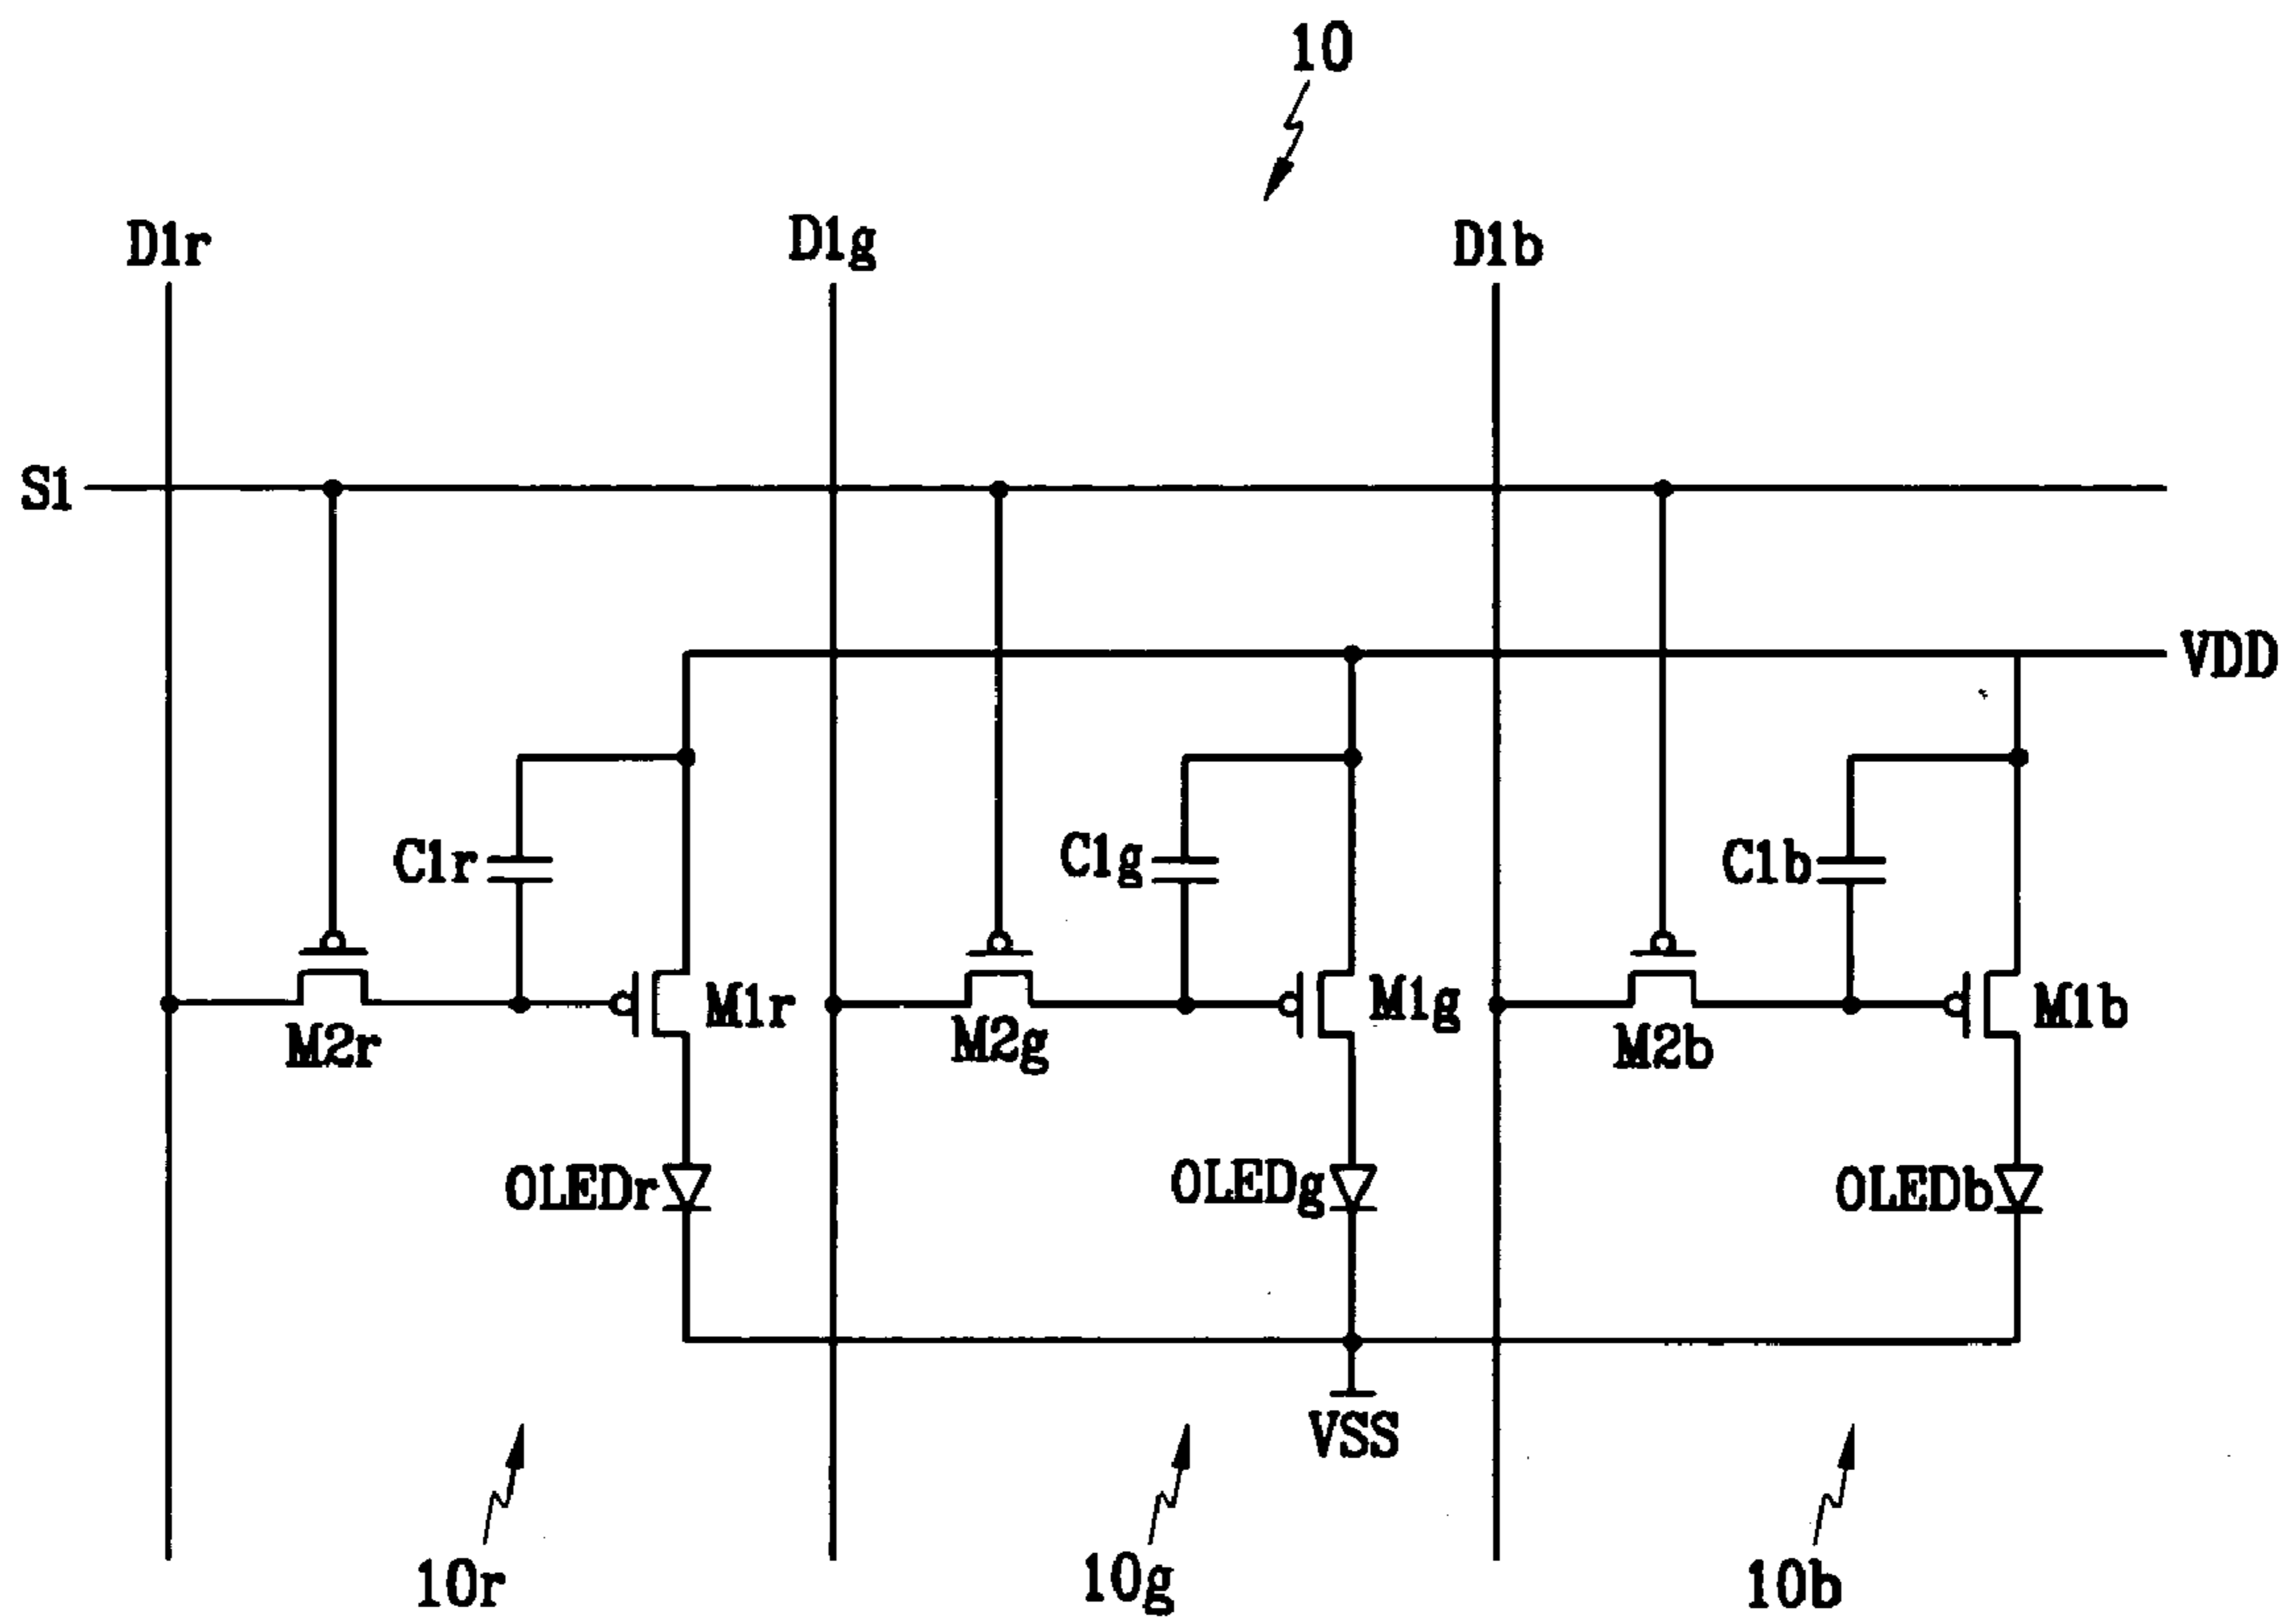 10
D1r
D1g
D1b
S1
VDD
C1r
C1g
C1b
M1r
M1g
M1b
M2r
M2g
M2b
OLEDr
OLEDg
OLEDb
VSS
10r
10g
10b